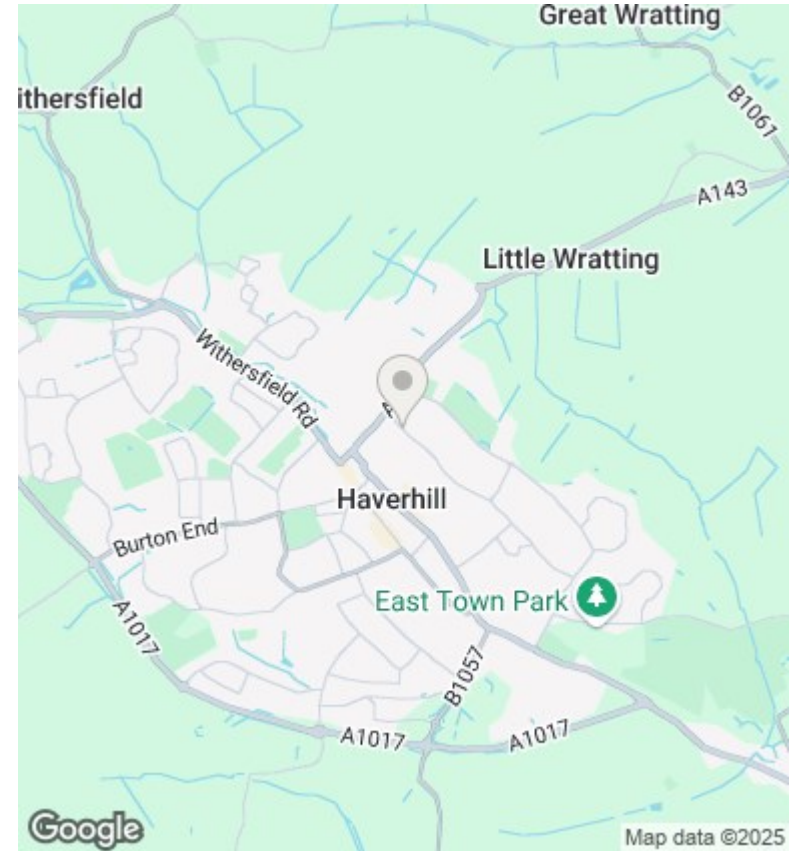 Great Wratting
ithersfield
B1061
A143
Little Wratting
Withersfield Rd
A
Haverhill
Burton End
East Town Park
A1017
B1057
A1017
A1017
Google
Map data ©2025